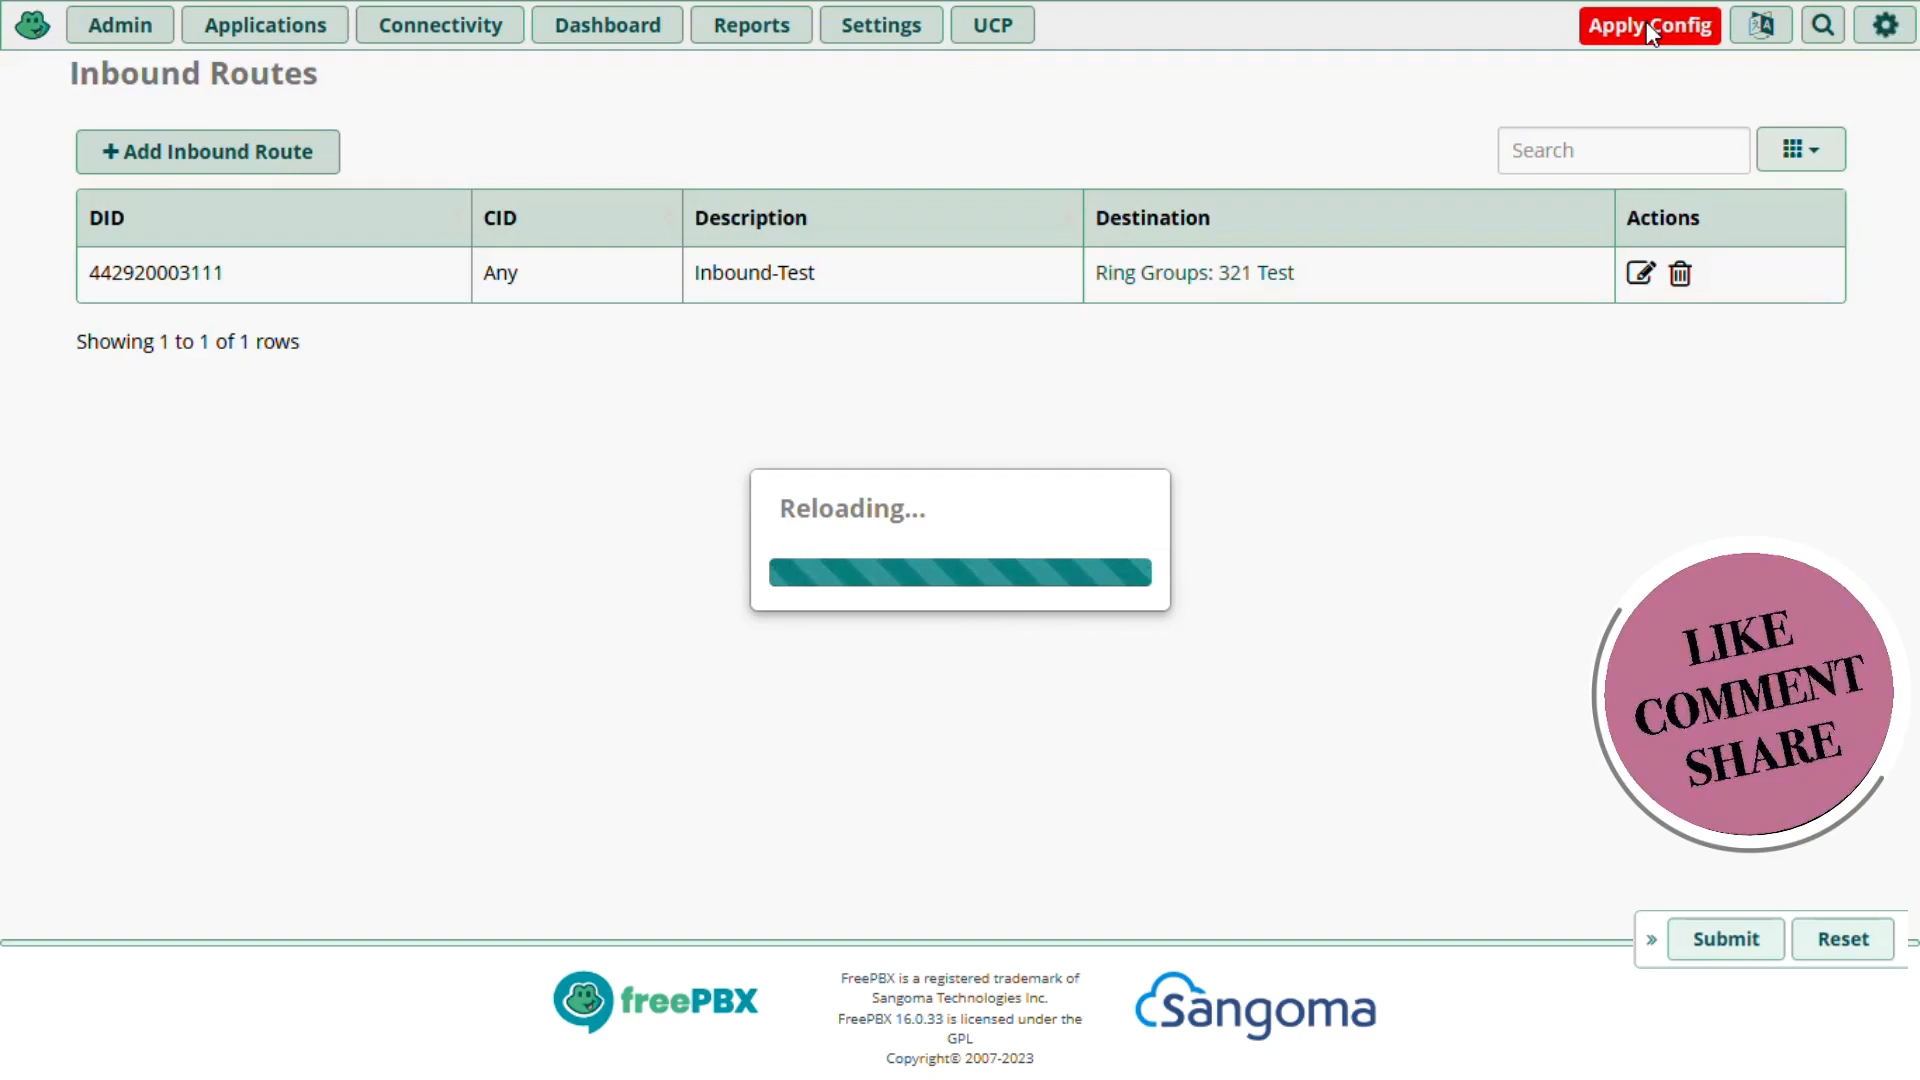 Admin
Applications
Connectivity
Dashboard
Reports
Settings
UCP
Apply Config
Inbound Routes
Add Inbound Route
Search
DID
CID
Description
Destination
Actions
442920003111
Any
Inbound-Test
Ring Groups: 321 Test
Showing 1 to 1 of 1 rows
Reloading...
LIKE
COMMENT
SHARE
» Submit Reset
freePBX
FreePBX is a registered trademark of
Sangoma Technologies Inc.
FreePBX 16.0.33 is licensed under the
GPL
Copyright© 2007-2023
Sangoma